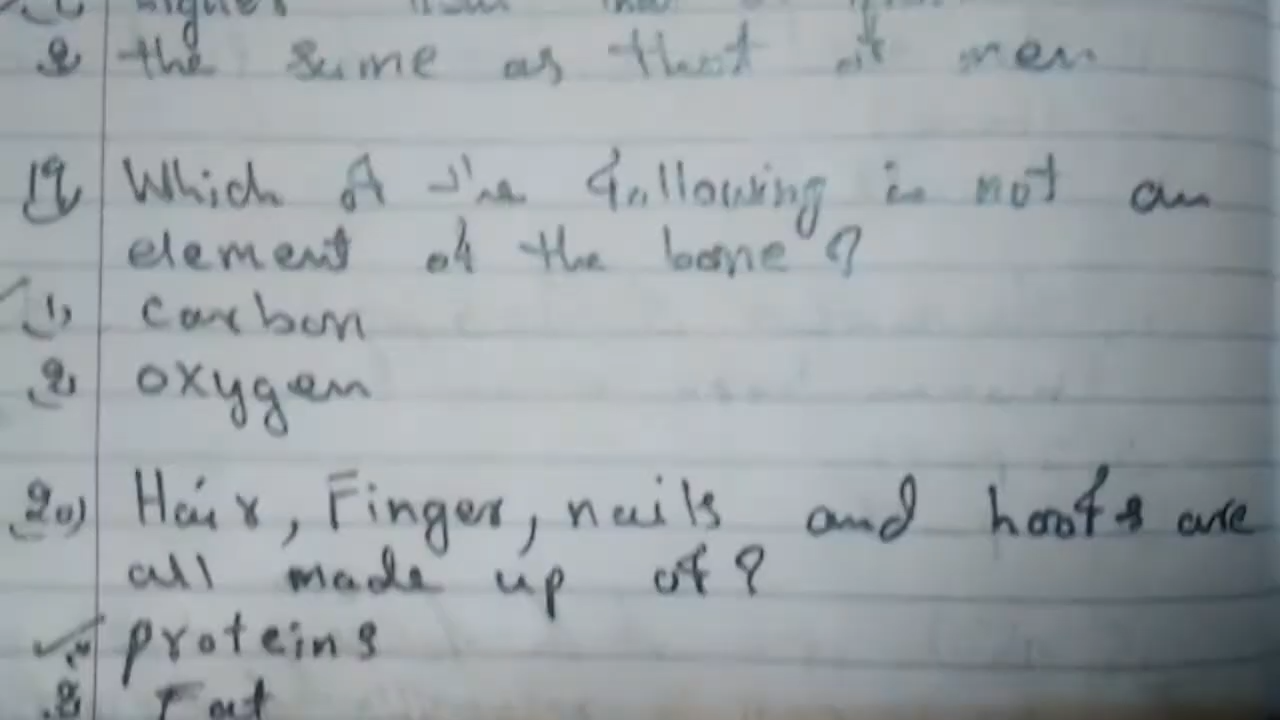 2 the same as that of men
19) Which of the following is not an
element of the bone?
1) carbon
2) oxygen
20) Hair, Finger, nails and hoofs are
all made up of?
1) proteins
2) Fat